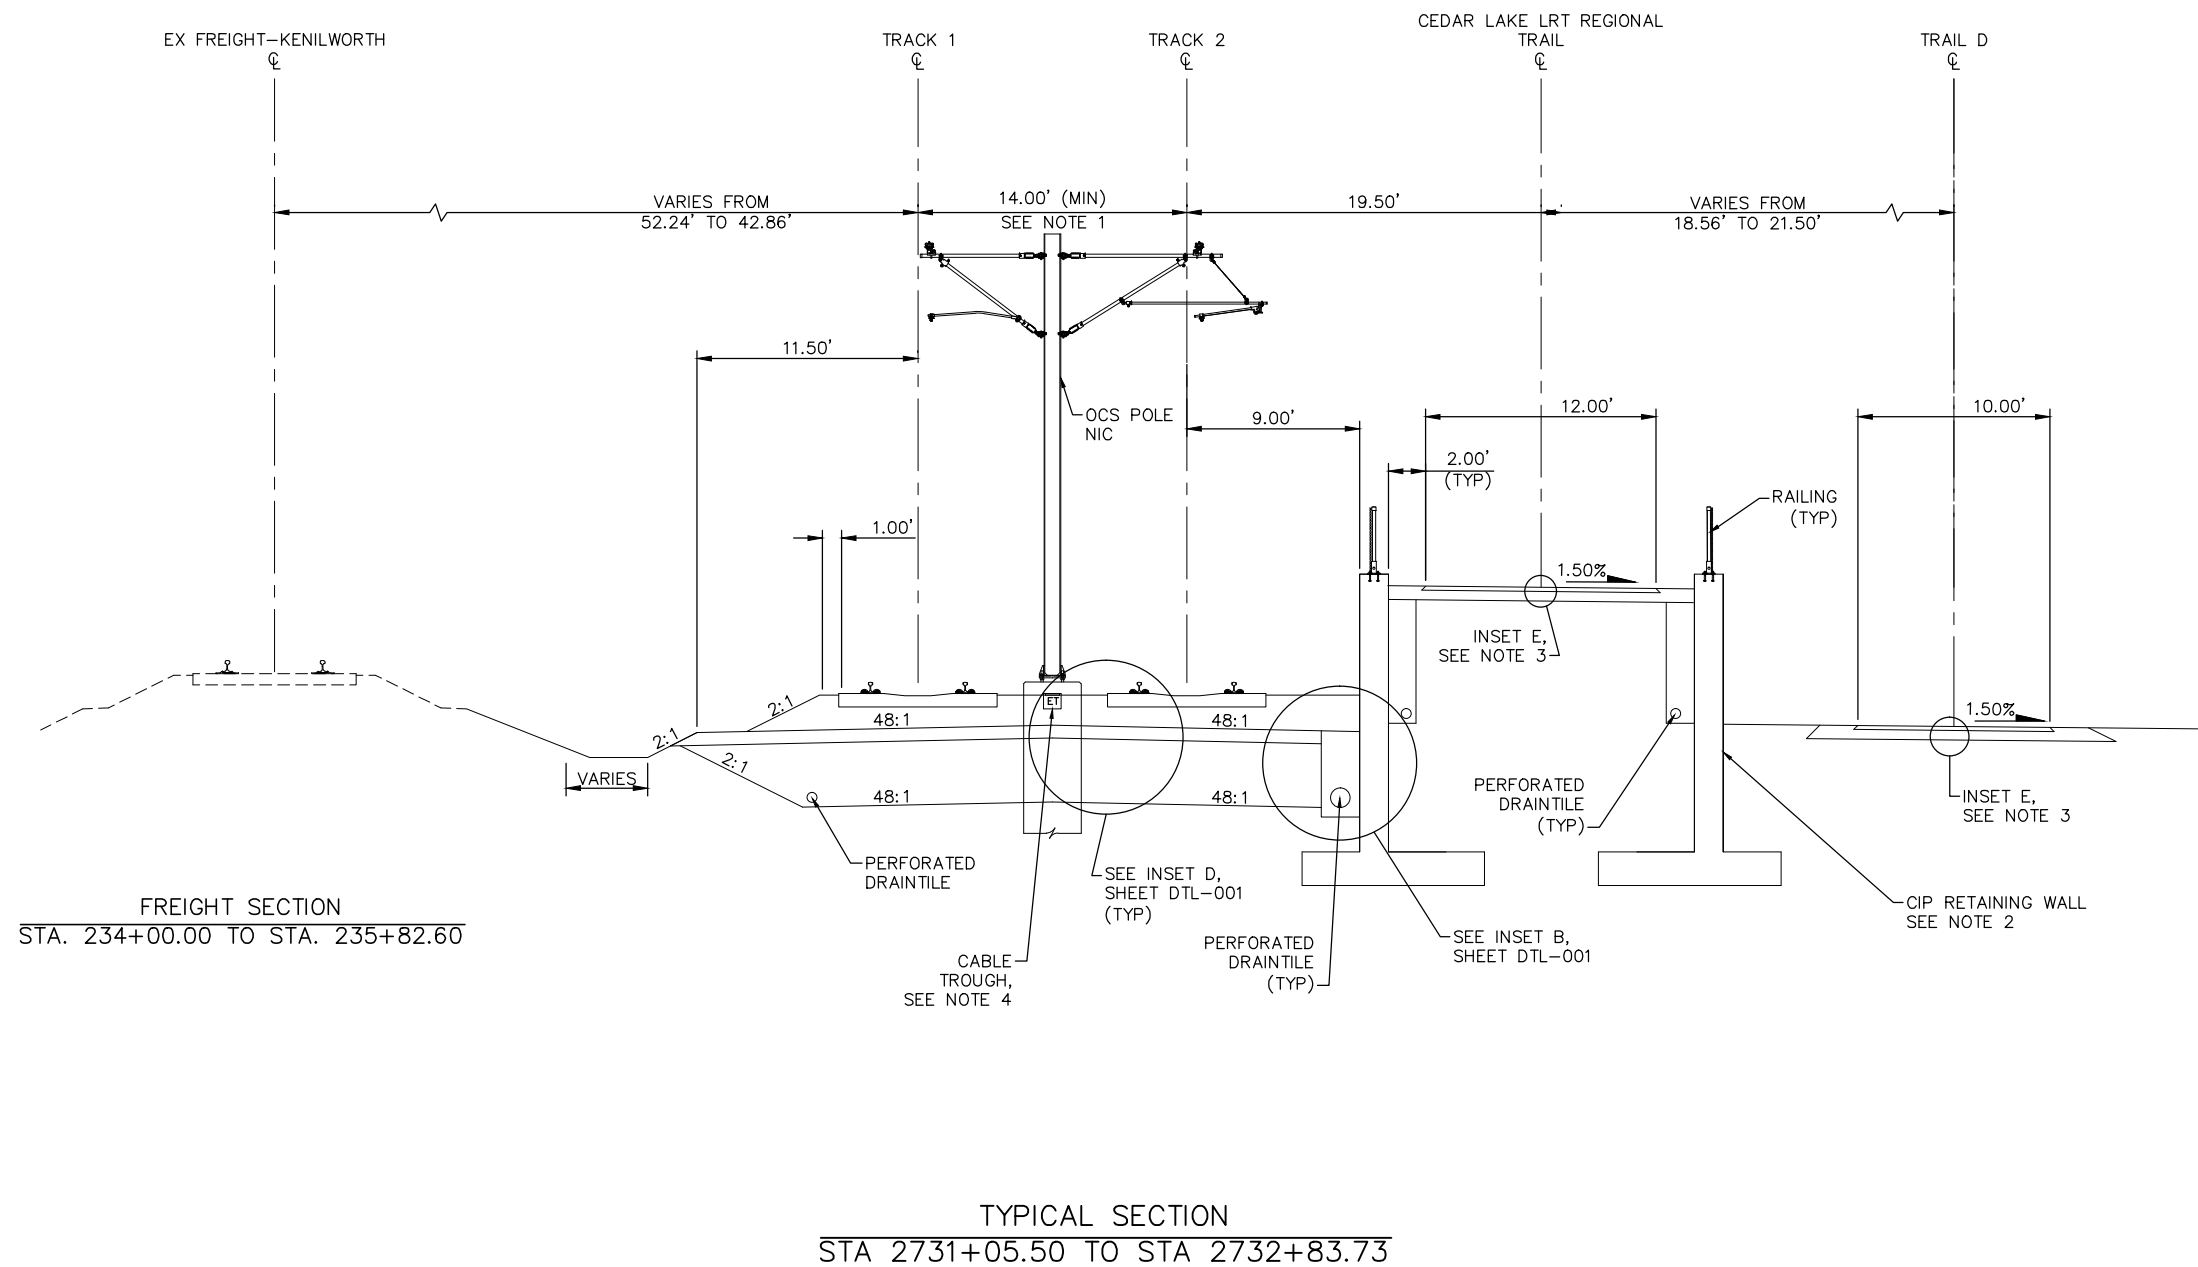 CEDAR LAKE LRT REGIONAL
TRAIL
℄
EX FREIGHT-KENILWORTH
℄
TRACK 1
℄
TRACK 2
℄
TRAIL D
℄
VARIES FROM
52.24' TO 42.86'
14.00' (MIN)
SEE NOTE 1
19.50'
VARIES FROM
18.56' TO 21.50'
11.50'
OCS POLE
NIC
9.00'
12.00'
10.00'
2.00'
(TYP)
RAILING
(TYP)
1.00'
1.50%
INSET E,
SEE NOTE 3
2:1
ET
48:1
48:1
1.50%
2:1
2:1
VARIES
48:1
48:1
PERFORATED
DRAINTILE
(TYP)
INSET E,
SEE NOTE 3
PERFORATED
DRAINTILE
SEE INSET D,
SHEET DTL-001
(TYP)
CIP RETAINING WALL
SEE NOTE 2
FREIGHT SECTION
STA. 234+00.00 TO STA. 235+82.60
PERFORATED
DRAINTILE
(TYP)
SEE INSET B,
SHEET DTL-001
CABLE
TROUGH,
SEE NOTE 4
TYPICAL SECTION
STA 2731+05.50 TO STA 2732+83.73